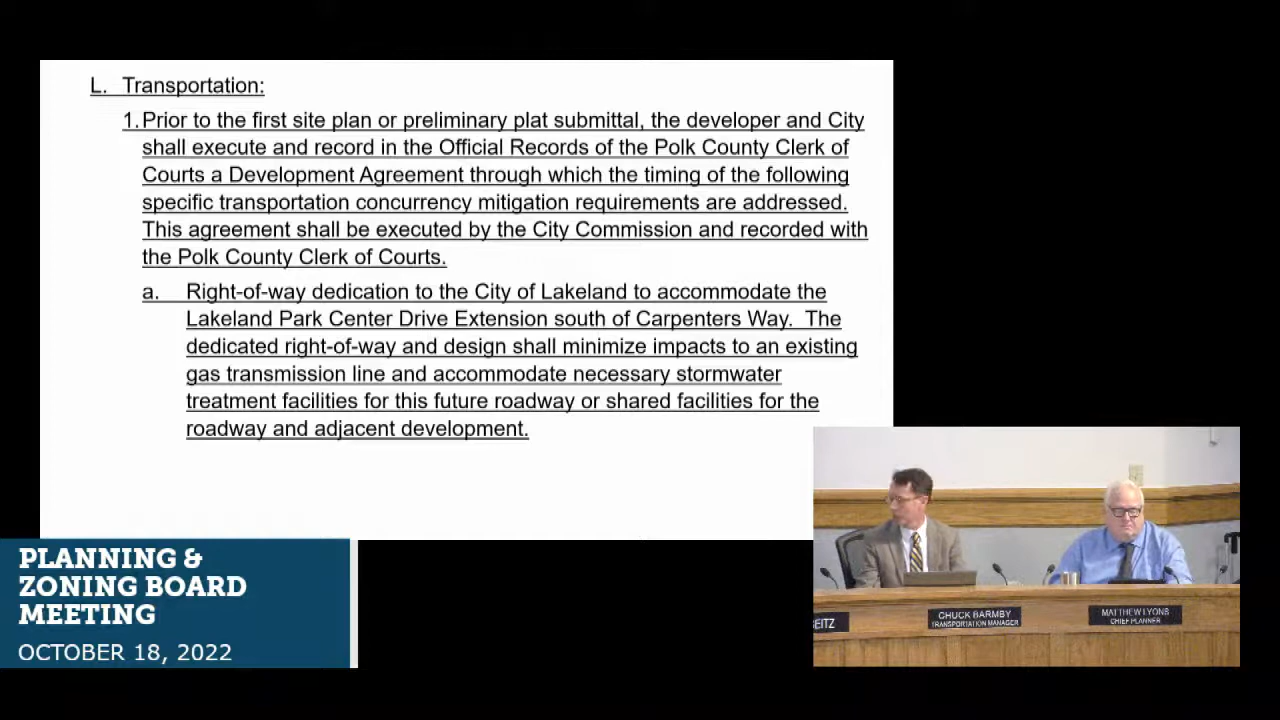 L. Transportation:
1. Prior to the first site plan or preliminary plat submittal, the developer and City
shall execute and record in the Official Records of the Polk County Clerk of
Courts a Development Agreement through which the timing of the following
specific transportation concurrency mitigation requirements are addressed.
This agreement shall be executed by the City Commission and recorded with
the Polk County Clerk of Courts.
a. Right-of-way dedication to the City of Lakeland to accommodate the
Lakeland Park Center Drive Extension south of Carpenters Way. The
dedicated right-of-way and design shall minimize impacts to an existing
gas transmission line and accommodate necessary stormwater
treatment facilities for this future roadway or shared facilities for the
roadway and adjacent development.
PLANNING &
ZONING BOARD
MEETING
OCTOBER 18, 2022
EITZ
CHUCK BARMBY
TRANSPORTATION MANAGER
MATTHEW LYONS
CHIEF PLANNER